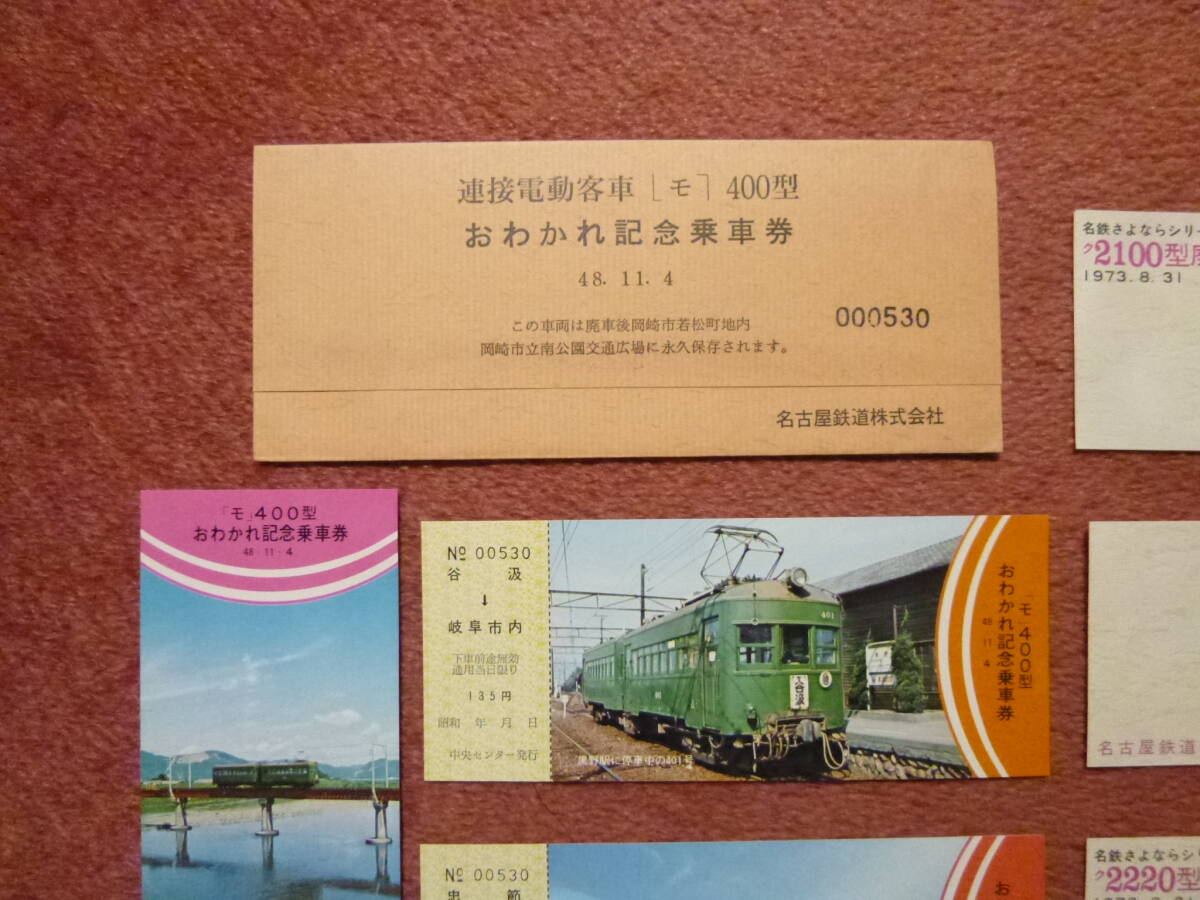 連接電動客車「モ」400型
おわかれ記念乗車券
48. 11. 4
この車両は廃車後岡崎市若松町地内
岡崎市立南公園交通広場に永久保存されます。
000530
名古屋鉄道株式会社
名鉄さよならシリー
ク2100型
1973.8.31
「モ」400型
おわかれ記念乗車券
48・11・4
№ 00530
谷汲
↓
岐阜市内
下車前途無効
通用当日限り
135円
昭和 年 月 日
中央センター発行
401
401
谷汲
黒野駅に停車中の401号
「モ」400型
おわかれ記念乗車券
48 11 4
名古屋鉄道
№ 00530
忠節
お
名鉄さよならシリ
ク2220型